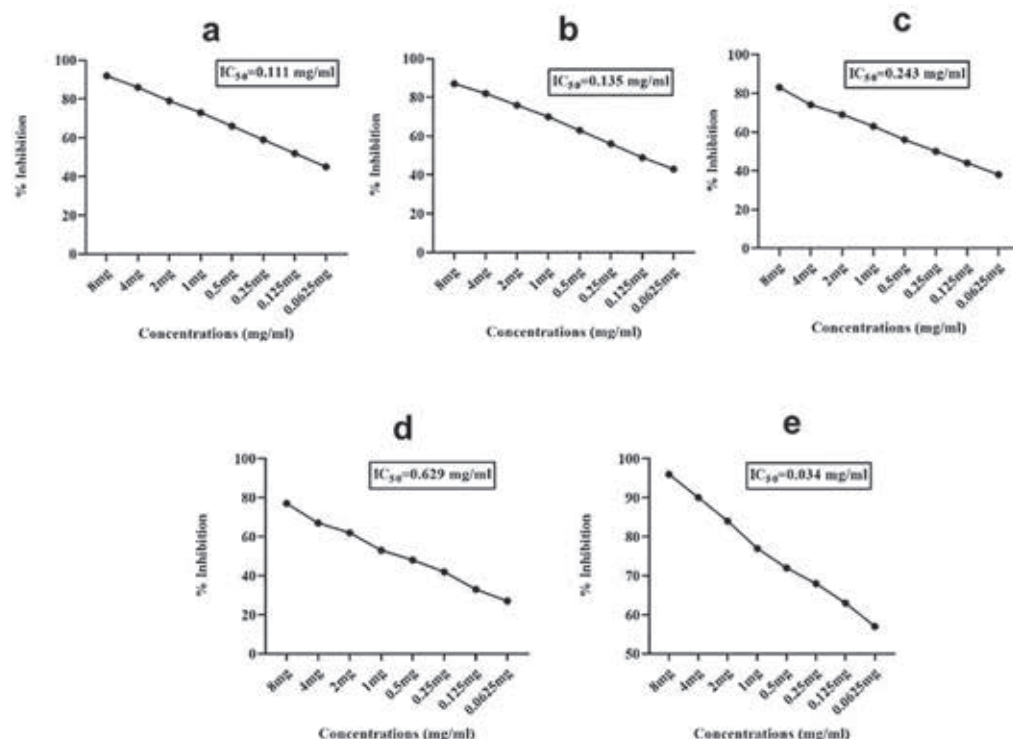 a
IC50=0.111 mg/ml
100
80
60
40
20
0
% Inhibition
8mg
4mg
2mg
1mg
0.5mg
0.25mg
0.125mg
0.0625mg
Concentrations (mg/ml)
b
IC50=0.135 mg/ml
100
80
60
40
20
0
% Inhibition
8mg
4mg
2mg
1mg
0.5mg
0.25mg
0.125mg
0.0625mg
Concentrations (mg/ml)
c
IC50=0.243 mg/ml
100
80
60
40
20
0
% Inhibition
8mg
4mg
2mg
1mg
0.5mg
0.25mg
0.125mg
0.0625mg
Concentrations (mg/ml)
d
IC50=0.629 mg/ml
100
80
60
40
20
0
% Inhibition
8mg
4mg
2mg
1mg
0.5mg
0.25mg
0.125mg
0.0625mg
Concentrations (mg/ml)
e
IC50=0.034 mg/ml
100
90
80
70
60
50
% Inhibition
8mg
4mg
2mg
1mg
0.5mg
0.25mg
0.125mg
0.0625mg
Concentrations (mg/ml)